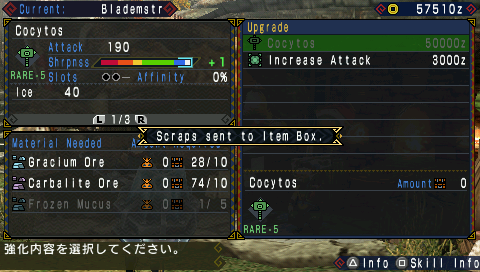 Current: Blademstr
57510z
Cocytos
Attack 190
Shrpnss +1
RARE-5
Slots Affinity 0%
Ice 40
L 1/3 R
Upgrade
Cocytos 50000z
Increase Attack 3000z
Scraps sent to Item Box.
Material Needed
Gracium Ore 0 28/10
Carbalite Ore 0 74/10
Frozen Mucus 0 1/ 5
Cocytos Amount 0
RARE-5
強化内容を選択してください。
Info Skill Info